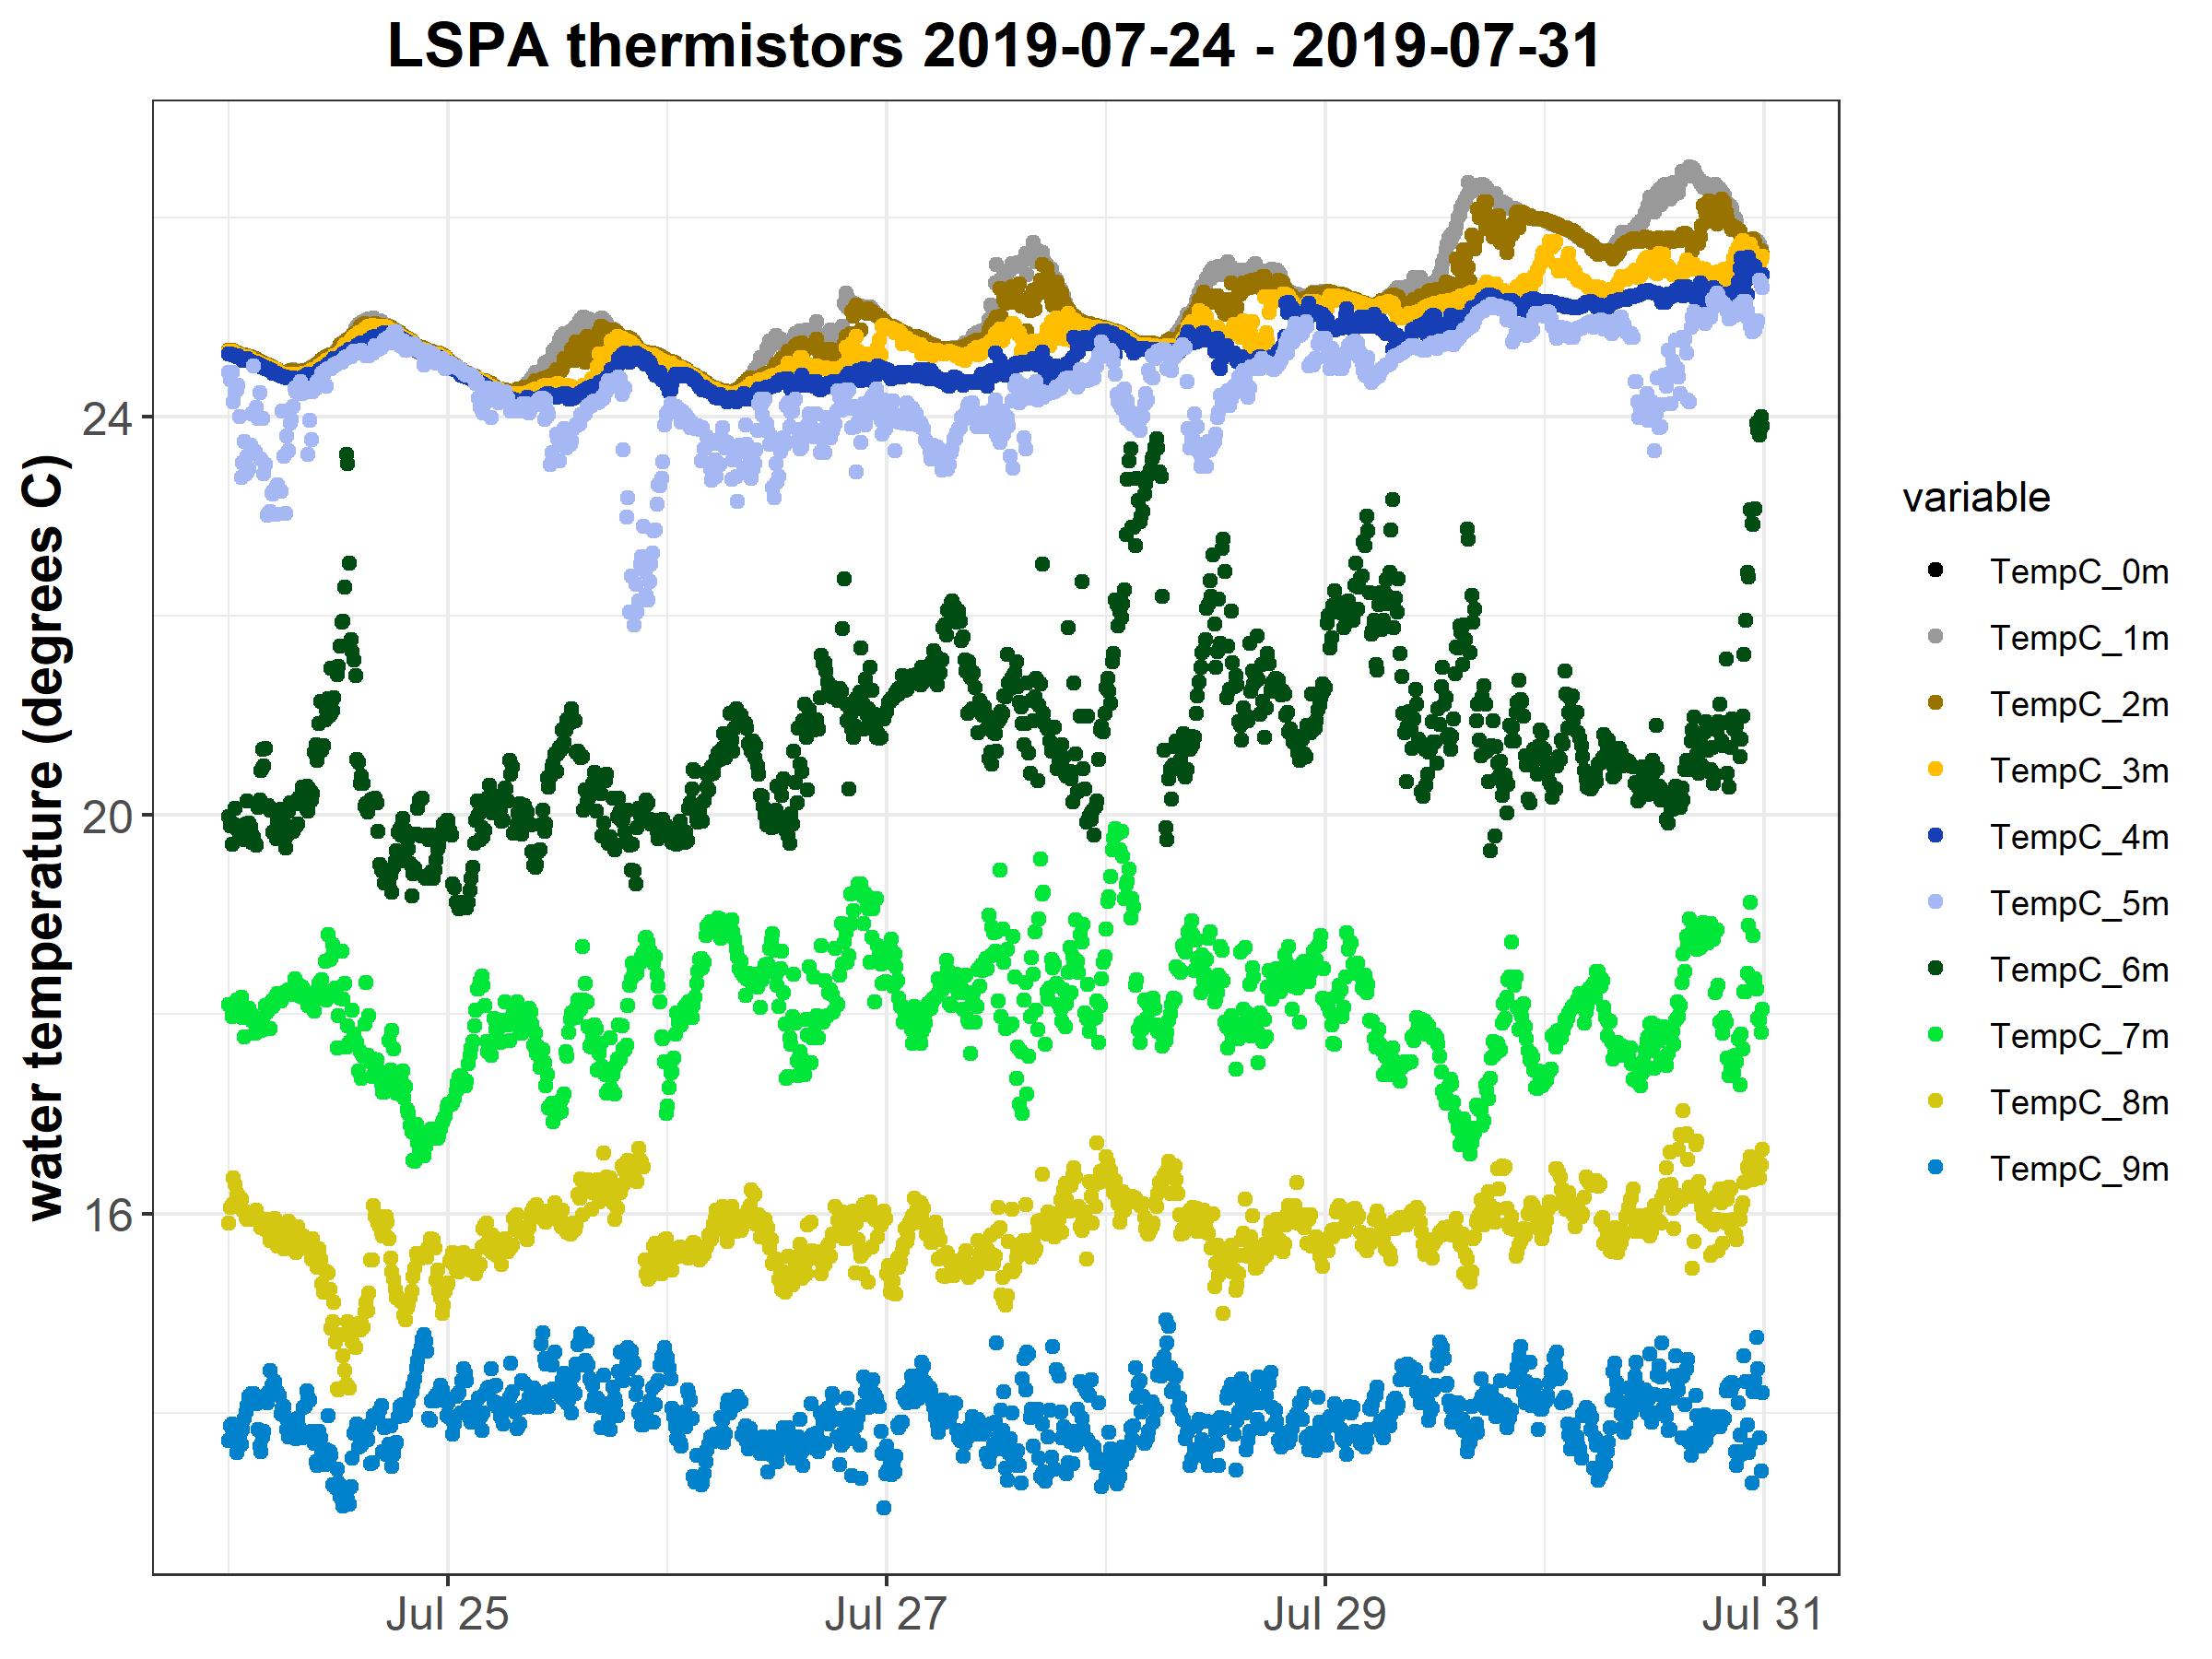 LSPA thermistors 2019-07-24 - 2019-07-31
water temperature (degrees C)
24
20
16
Jul 25
Jul 27
Jul 29
Jul 31
variable
TempC_0m
TempC_1m
TempC_2m
TempC_3m
TempC_4m
TempC_5m
TempC_6m
TempC_7m
TempC_8m
TempC_9m